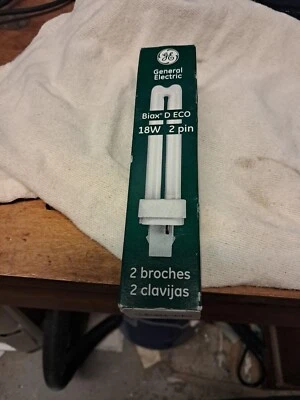 GE
General
Electric
Biax® D ECO
18W 2 pin
2 broches
2 clavijas